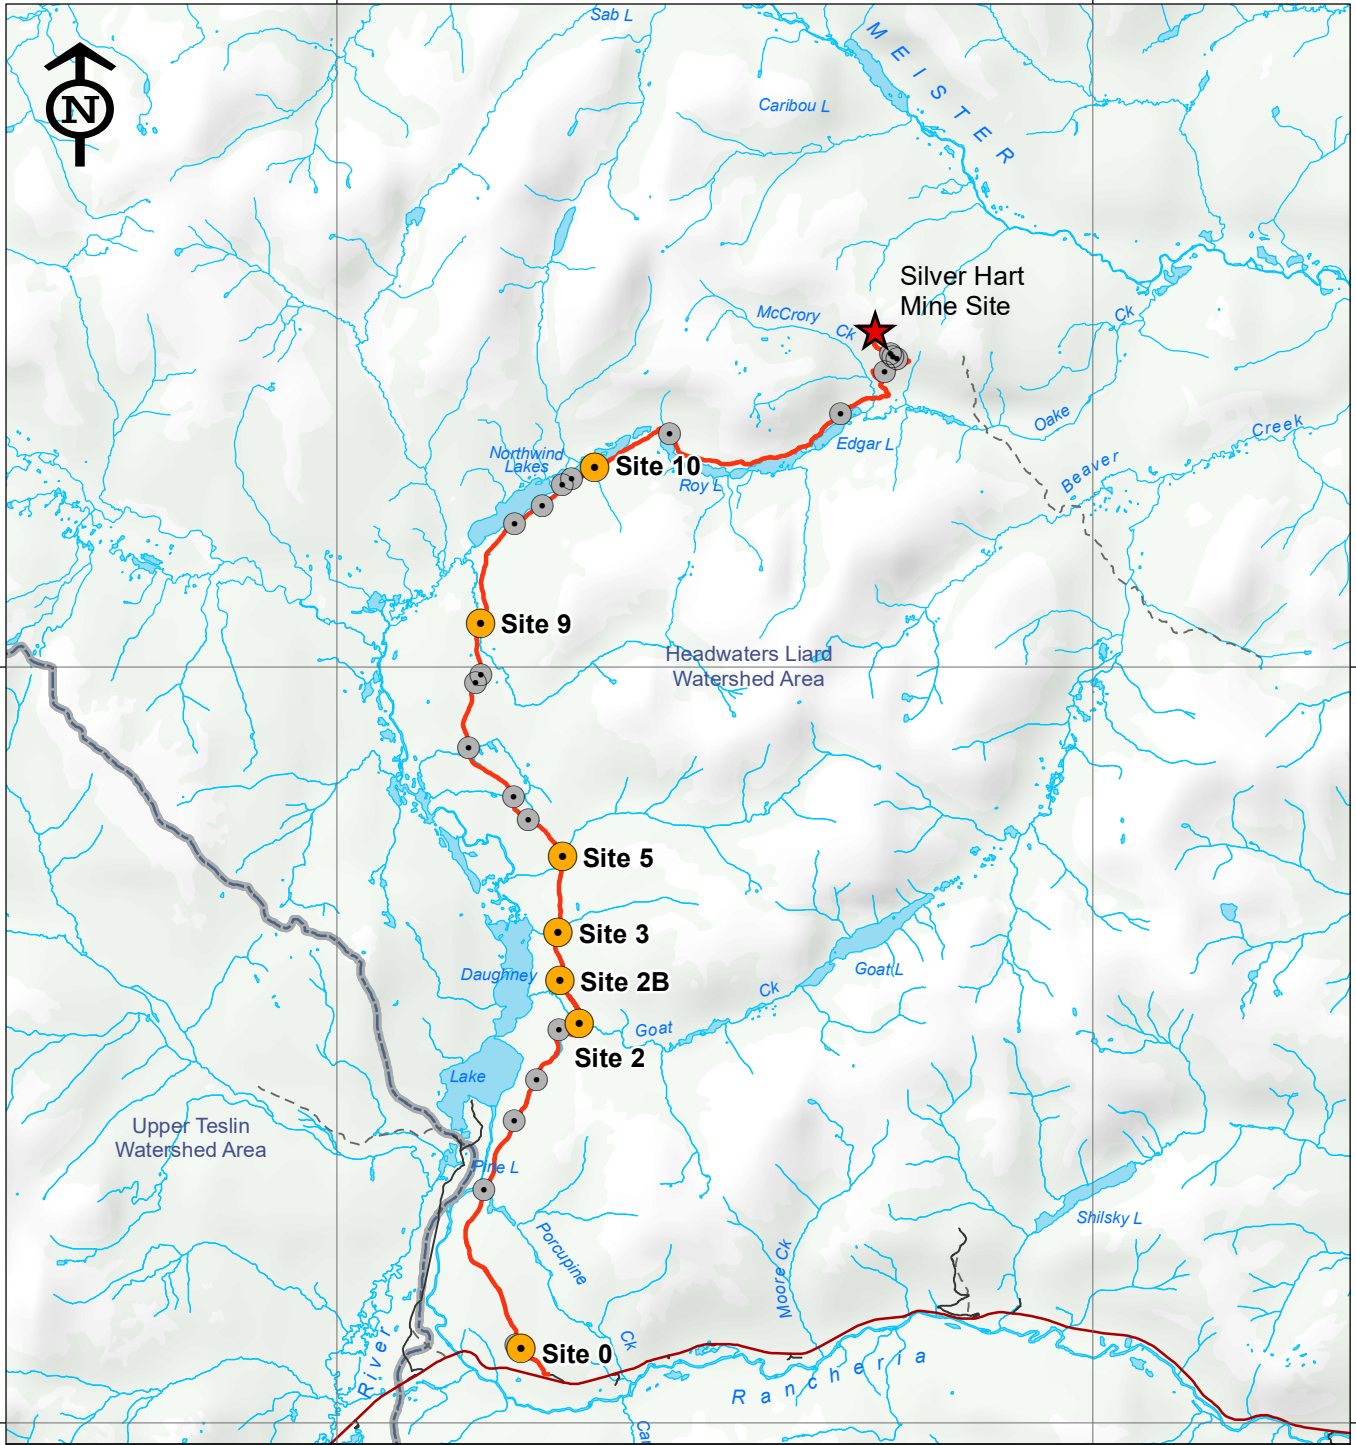 Sab L
MEISTER
N
Caribou L
Silver Hart
Mine Site
McCrory
Ck
Ck
Oake
Creek
Beaver
Edgar L
Northwind
Lakes
Site 10
Roy L
Site 9
Headwaters Liard
Watershed Area
Site 5
Site 3
Daughney
Site 2B
Goat L
Ck
Goat
Site 2
Lake
Upper Teslin
Watershed Area
Pine L
Shilsky L
Porcupine
Moore Ck
Ck
Site 0
River
Rancheria